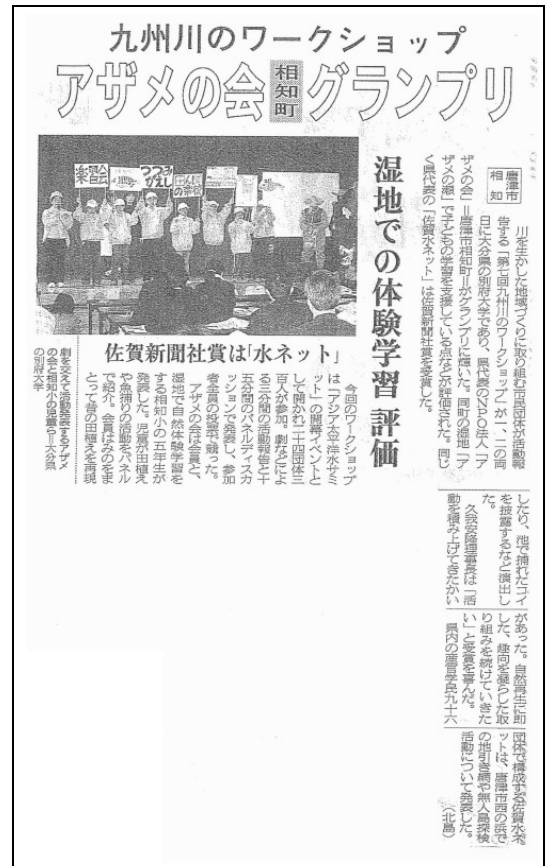 九州川のワークショップ
アザメの会 相知町 グランプリ
湿地での体験学習 評価
佐賀新聞社賞は「水ネット」
唐津市
相知
川を生かした地域づくりに取り組む市民団体が活動報
告する「第七回九州川のワークショップ」が一、二の両
日に大分県の別府大学であり、県代表のNPO法人「ア
ザメの会」＝唐津市相知町＝がグランプリに輝いた。同町の湿地「ア
ザメの瀬」で子どもの学習を支援している点などが評価された。同じ
く県代表の「佐賀水ネット」は佐賀新聞社賞を受賞した。
今回のワークショップ
は「アジア太平洋水サミ
ット」の開幕イベントと
して開かれ二十四団体三
百人が参加。劇などによ
る三分間の活動報告と十
五分間のパネルディスカ
ッションで発表し、参加
者全員の投票で競った。
アザメの会は会員と、
湿地で自然体験学習を
する相知小の五年生が
発表した。児童が田植え
や魚捕りの活動をパネル
で紹介。会員はみのをま
とって昔の田植えを再現
劇を交えて活動発表するアザメ
の会と相知小の児童ら＝大分県
の別府大学
したり、池で捕れたコイ
を披露するなど演出し
た。
久我安隆理事長は「活
動を積み上げてきたかい
があった。自然再生に即
した、趣向を凝らした取
り組みを続けていきた
い」と受賞を喜んだ。
県内の産官学民九十六
団体で構成する佐賀水ネ
ットは、唐津市西の浜で
の地引き網や無人島探検
活動について発表した。
（北島）
楽習会
つつみ
がえし